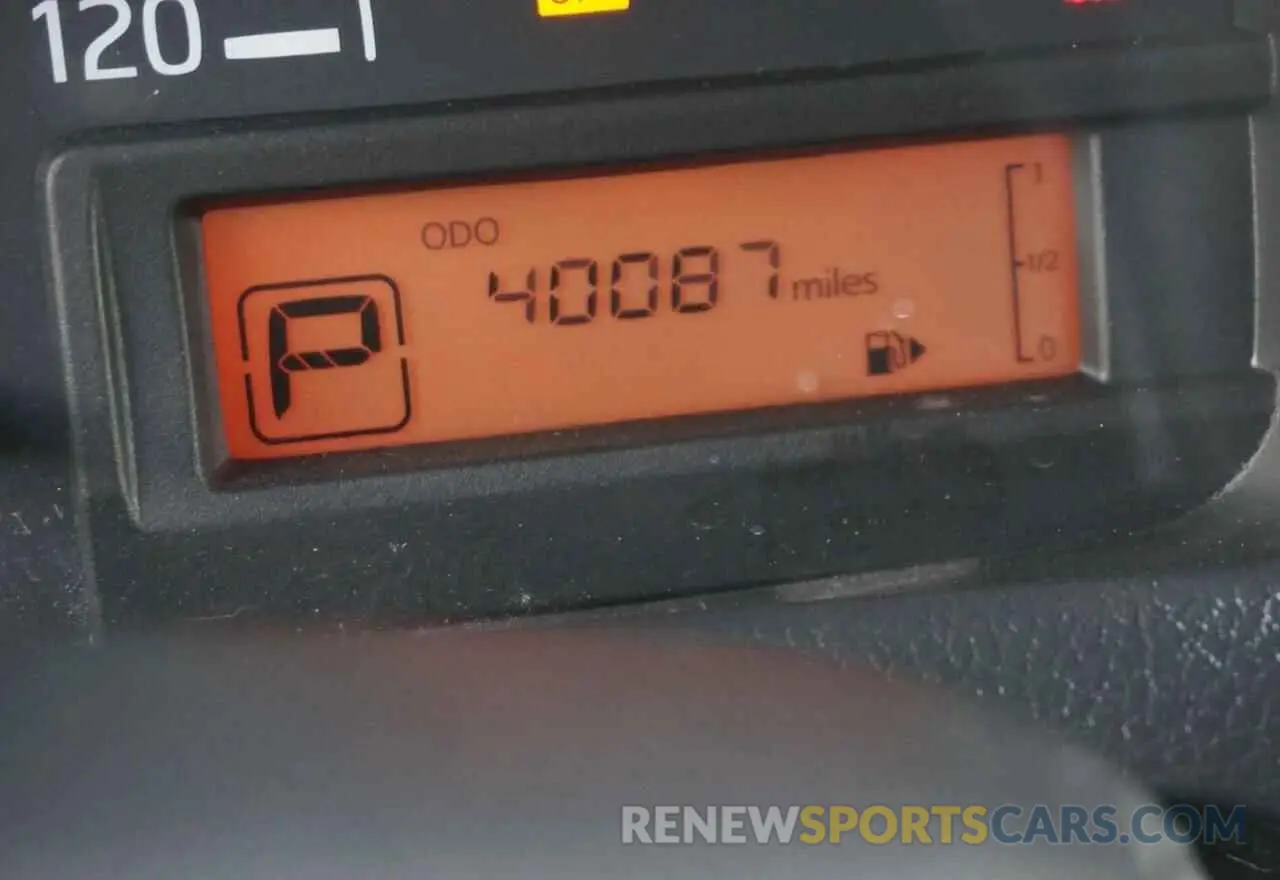 120
ODO
40087 miles
P
1
1/2
0
RENEWSPORTSCARS.COM